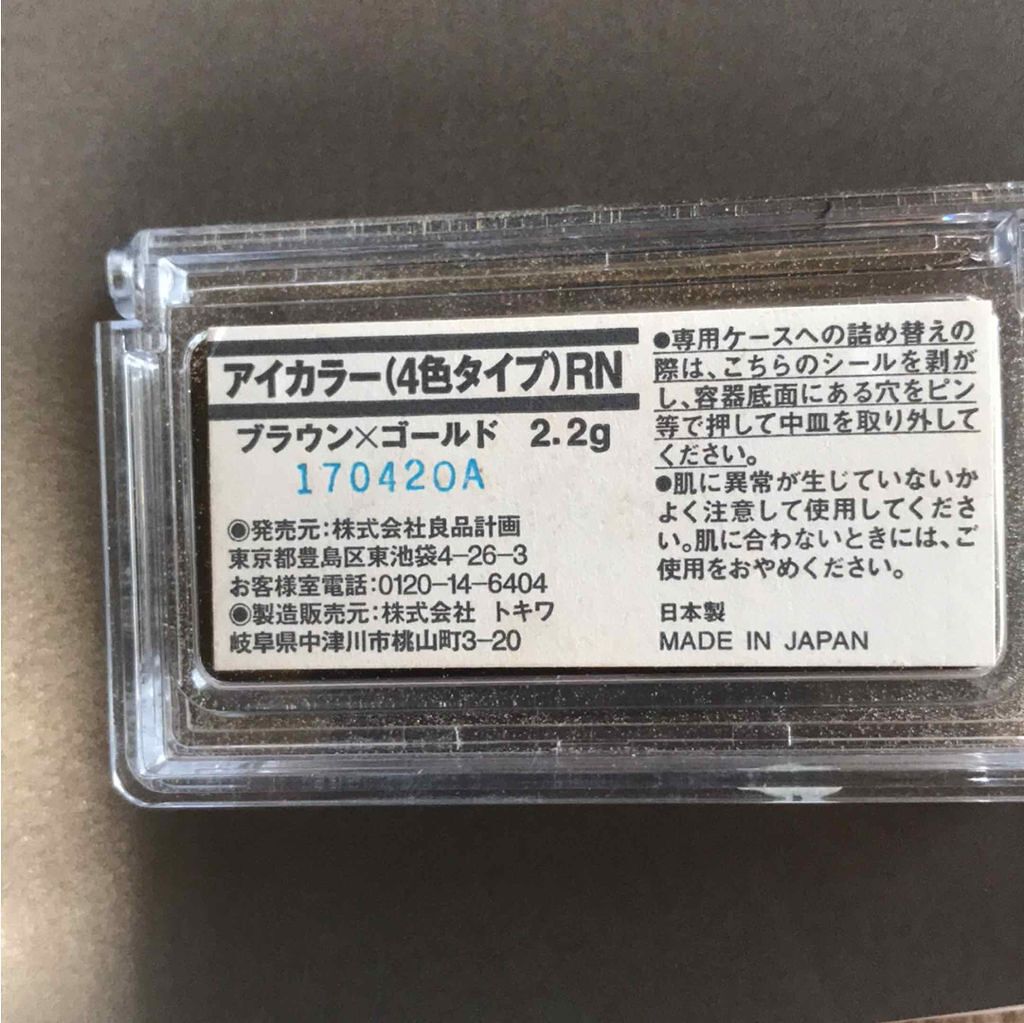 アイカラー(4色タイプ)RN
ブラウン×ゴールド 2.2g
170420A
◉発売元:株式会社良品計画
東京都豊島区東池袋4-26-3
お客様室電話:0120-14-6404
◉製造販売元:株式会社 トキワ
岐阜県中津川市桃山町3-20
●専用ケースへの詰め替えの
際は、こちらのシールを剥が
し、容器底面にある穴をピン
等で押して中皿を取り外して
ください。
●肌に異常が生じていないか
よく注意して使用してくださ
い。肌に合わないときには、ご
使用をおやめください。
日本製
MADE IN JAPAN